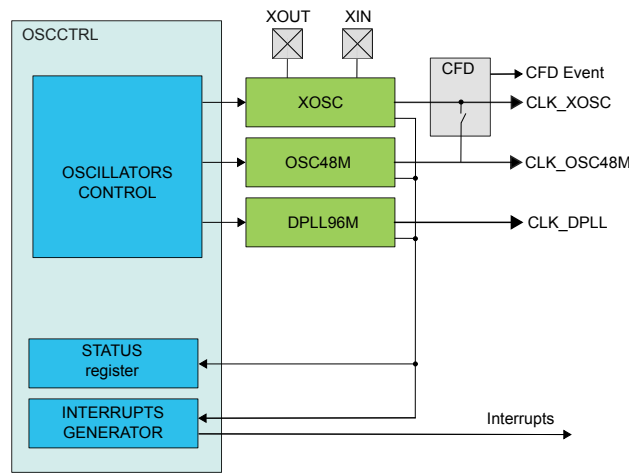 XOUT
XIN
OSCCTRL
CFD
CFD Event
XOSC
CLK_XOSC
OSCILLATORS
CONTROL
OSC48M
CLK_OSC48M
DPLL96M
CLK_DPLL
STATUS
register
INTERRUPTS
GENERATOR
Interrupts